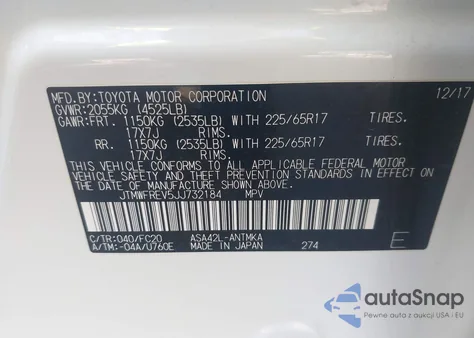 MFD.BY: TOYOTA MOTOR CORPORATION 12/17
GVWR: 2055KG (4525LB)
GAWR: FRT. 1150KG (2535LB) WITH 225/65R17 TIRES.
17X7J RIMS.
RR. 1150KG (2535LB) WITH 225/65R17 TIRES.
17X7J RIMS.
THIS VEHICLE CONFORMS TO ALL APPLICABLE FEDERAL MOTOR
VEHICLE SAFETY, BUMPER, AND THEFT PREVENTION STANDARDS IN
EFFECT ON THE DATE OF MANUFACTURE SHOWN ABOVE.
JTMWFREV5JJ732184 MPV
C/TR: 040/FC20 ASA42L-ANTMKA
A/TM: -04A/U760E MADE IN JAPAN 274 E
autoSnap
Pewne auta z aukcji USA i EU